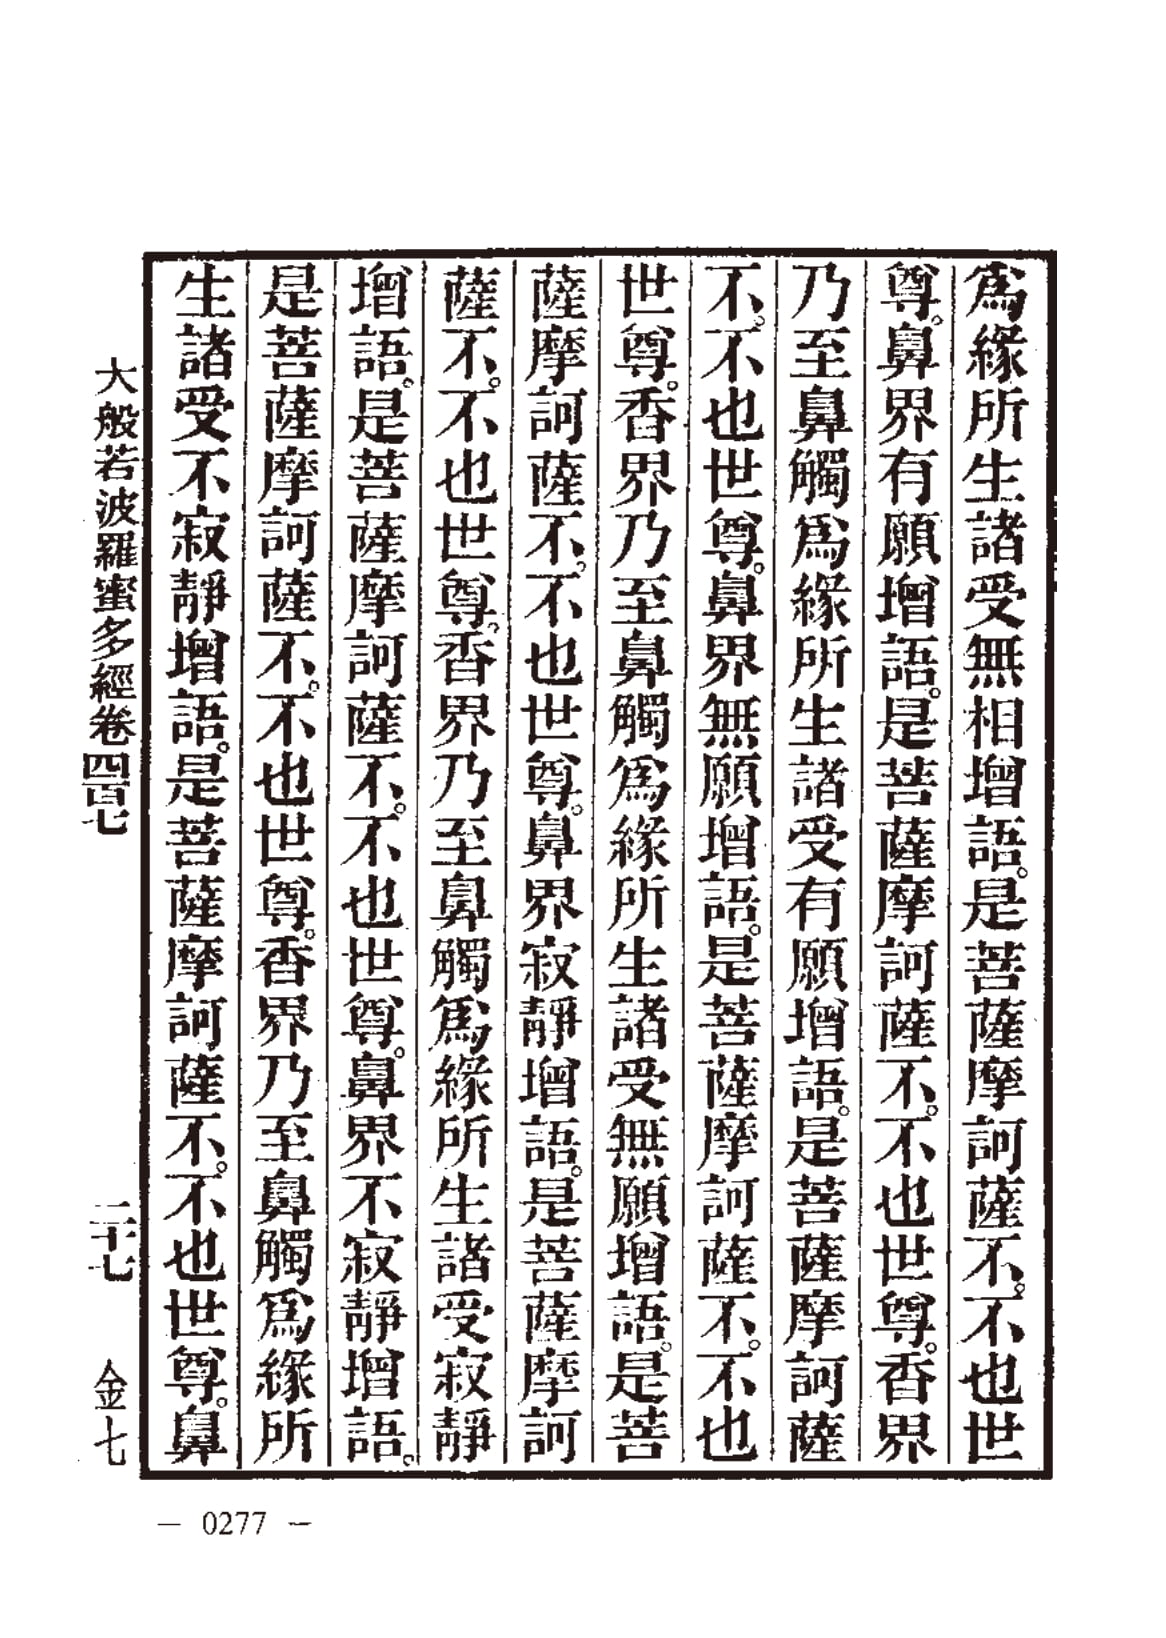 爲緣所生諸受無相增語。是菩薩摩訶薩不。不也世
尊。鼻界有願增語。是菩薩摩訶薩不。不也世尊。香界
乃至鼻觸爲緣所生諸受有願增語。是菩薩摩訶薩
不。不也世尊。鼻界無願增語。是菩薩摩訶薩不。不也
世尊。香界乃至鼻觸爲緣所生諸受無願增語。是菩
薩摩訶薩不。不也世尊。鼻界寂靜增語。是菩薩摩訶
薩不。不也世尊。香界乃至鼻觸爲緣所生諸受寂靜
增語。是菩薩摩訶薩不。不也世尊。鼻界不寂靜增語。
是菩薩摩訶薩不。不也世尊。香界乃至鼻觸爲緣所
生諸受不寂靜增語。是菩薩摩訶薩不。不也世尊。鼻
大般若波羅蜜多經卷四百七 二十七 金七
— 0277 —